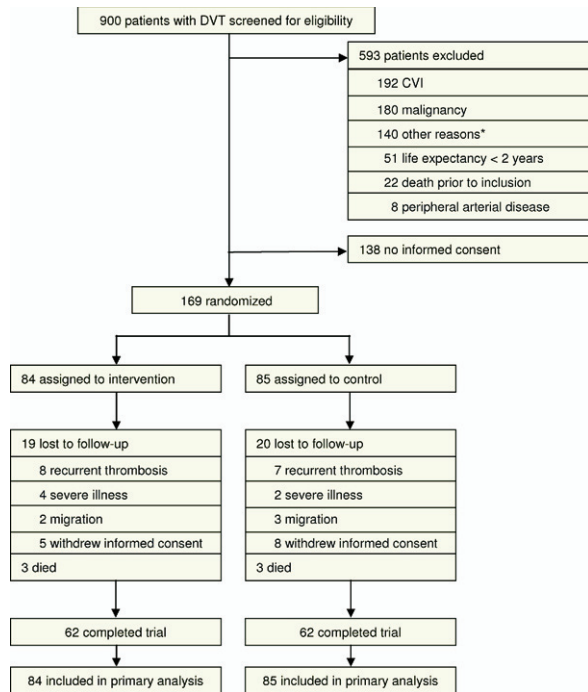 900 patients with DVT screened for eligibility
593 patients excluded
192 CVI
180 malignancy
140 other reasons*
51 life expectancy < 2 years
22 death prior to inclusion
8 peripheral arterial disease
138 no informed consent
169 randomized
84 assigned to intervention
85 assigned to control
19 lost to follow-up
8 recurrent thrombosis
4 severe illness
2 migration
5 withdrew informed consent
3 died
20 lost to follow-up
7 recurrent thrombosis
2 severe illness
3 migration
8 withdrew informed consent
3 died
62 completed trial
62 completed trial
84 included in primary analysis
85 included in primary analysis